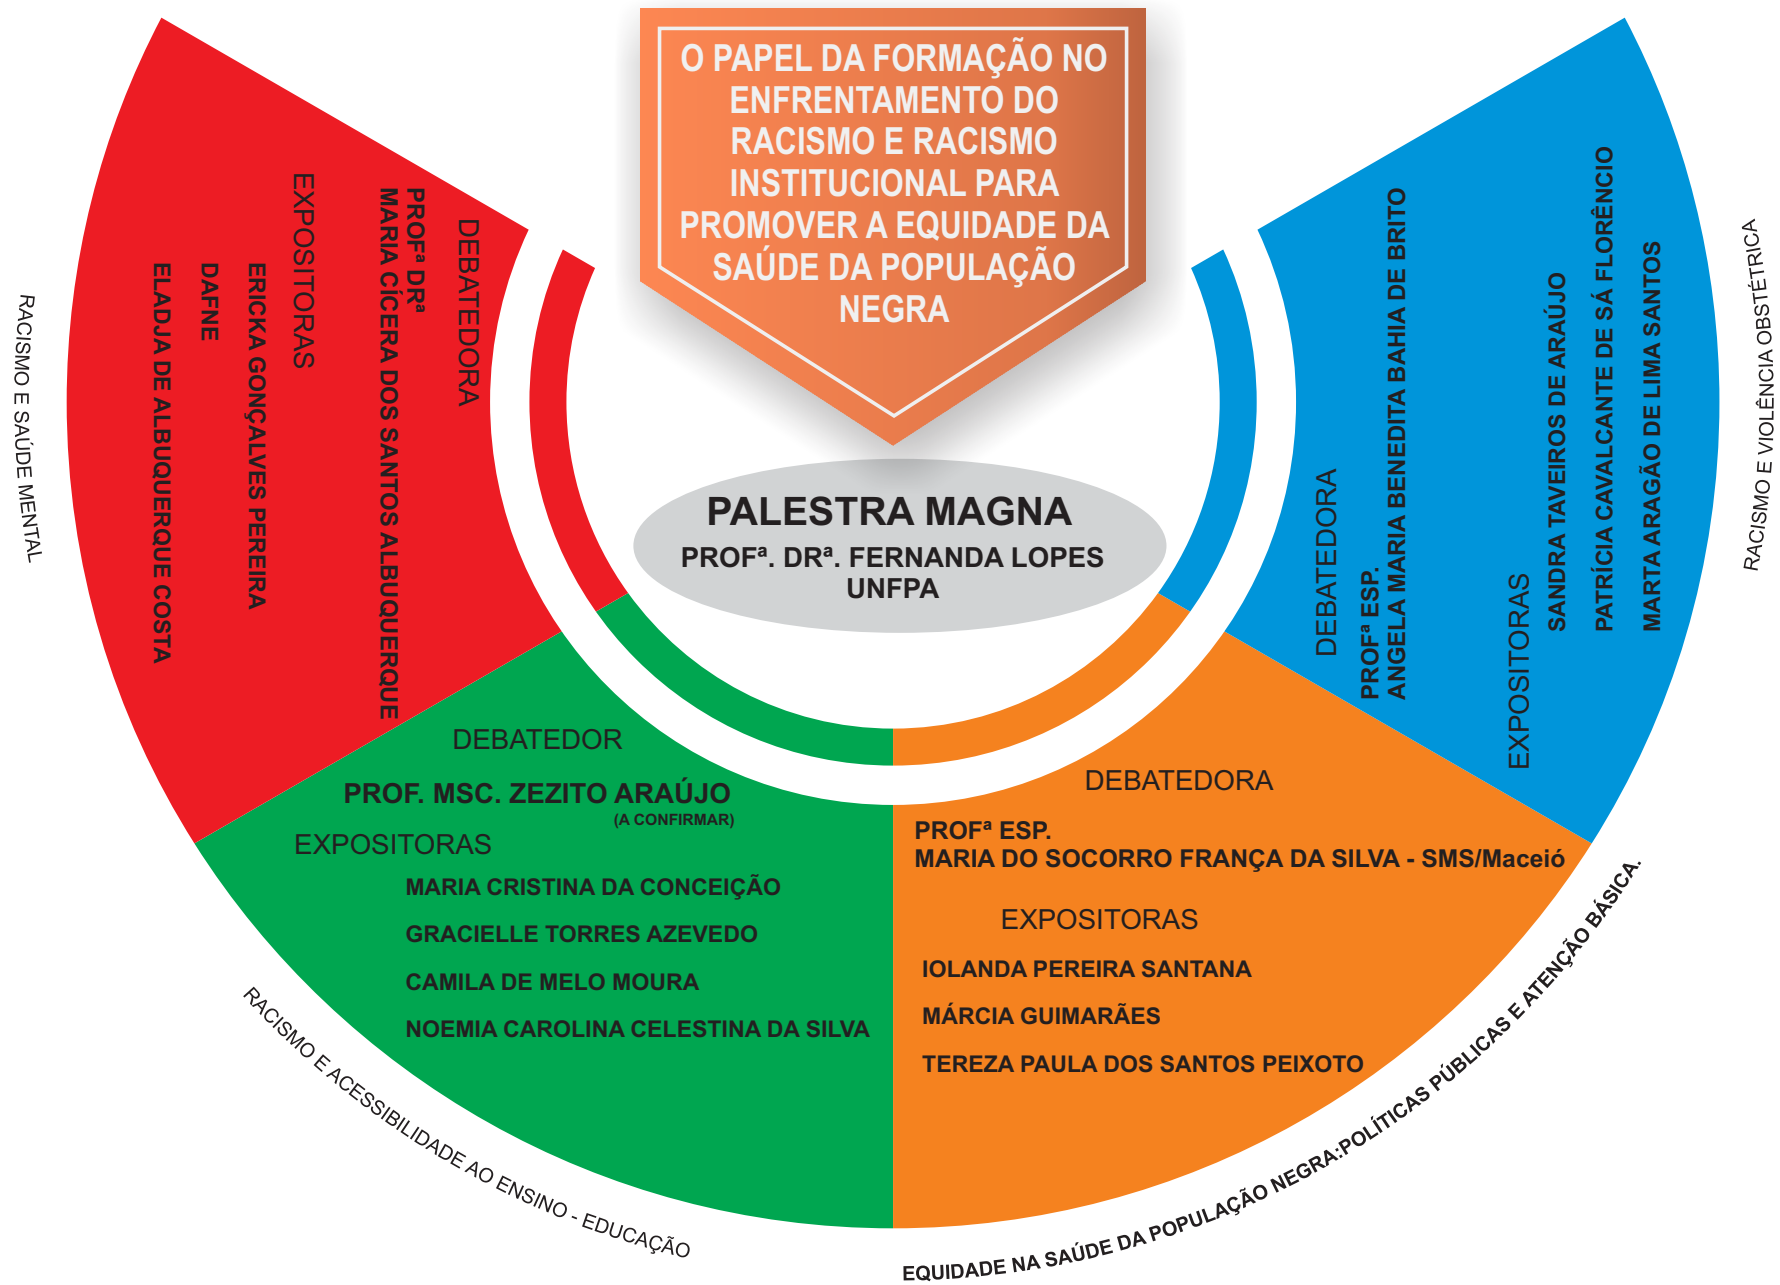 O PAPEL DA FORMAÇÃO NO
ENFRENTAMENTO DO
RACISMO E RACISMO
INSTITUCIONAL PARA
PROMOVER A EQUIDADE DA
SAÚDE DA POPULAÇÃO
NEGRA
PALESTRA MAGNA
PROFª. DRª. FERNANDA LOPES
UNFPA
RACISMO E SAÚDE MENTAL
DEBATEDORA
PROFª DRª
MARIA CÍCERA DOS SANTOS ALBUQUERQUE
EXPOSITORAS
ERICKA GONÇALVES PEREIRA
DAFNE
ELADJA DE ALBUQUERQUE COSTA
RACISMO E ACESSIBILIDADE AO ENSINO - EDUCAÇÃO
DEBATEDOR
PROF. MSC. ZEZITO ARAÚJO
(A CONFIRMAR)
EXPOSITORAS
MARIA CRISTINA DA CONCEIÇÃO
GRACIELLE TORRES AZEVEDO
CAMILA DE MELO MOURA
NOEMIA CAROLINA CELESTINA DA SILVA
EQUIDADE NA SAÚDE DA POPULAÇÃO NEGRA:POLÍTICAS PÚBLICAS E ATENÇÃO BÁSICA.
DEBATEDORA
PROFª ESP.
MARIA DO SOCORRO FRANÇA DA SILVA - SMS/Maceió
EXPOSITORAS
IOLANDA PEREIRA SANTANA
MÁRCIA GUIMARÃES
TEREZA PAULA DOS SANTOS PEIXOTO
RACISMO E VIOLÊNCIA OBSTÉTRICA
DEBATEDORA
PROFª ESP.
ANGELA MARIA BENEDITA BAHIA DE BRITO
EXPOSITORAS
SANDRA TAVEIROS DE ARAÚJO
PATRÍCIA CAVALCANTE DE SÁ FLORÊNCIO
MARTA ARAGÃO DE LIMA SANTOS